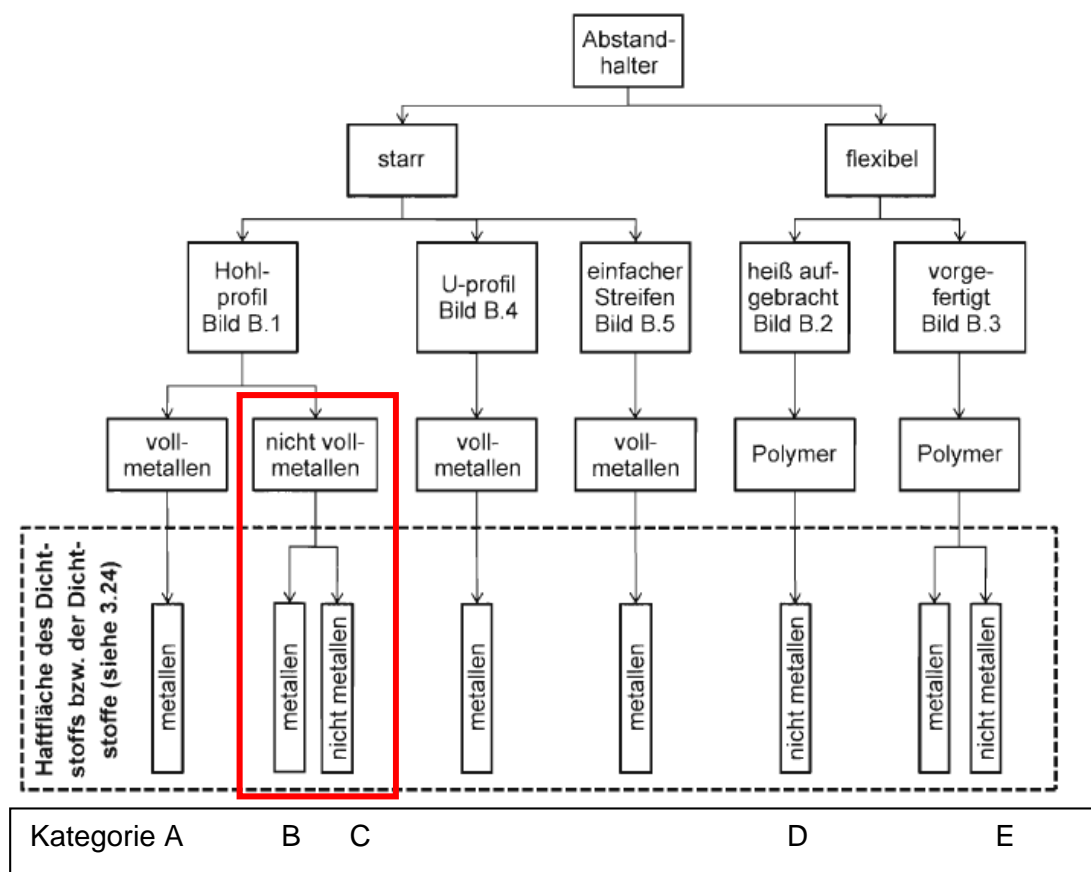 Abstand-
halter
starr
flexibel
Hohl-
profil
Bild B.1
U-profil
Bild B.4
einfacher
Streifen
Bild B.5
heiß auf-
gebracht
Bild B.2
vorge-
fertigt
Bild B.3
voll-
metallen
nicht voll-
metallen
voll-
metallen
voll-
metallen
Polymer
Polymer
Haftfläche des Dicht-
stoffs bzw. der Dicht-
stoffe (siehe 3.24)
metallen
metallen
nicht metallen
metallen
metallen
nicht metallen
metallen
nicht metallen
Kategorie A B C D E